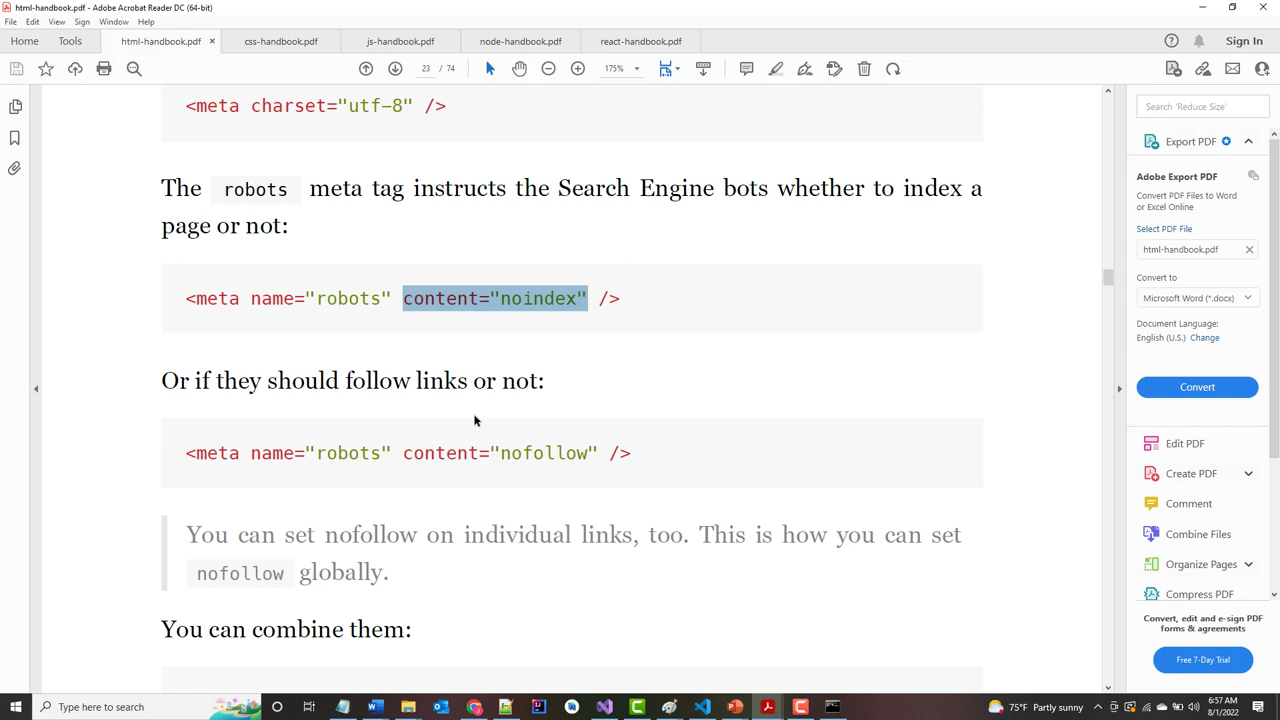 html-handbook.pdf - Adobe Acrobat Reader DC (64-bit)
File Edit View Sign Window Help
Home Tools html-handbook.pdf × css-handbook.pdf js-handbook.pdf node-handbook.pdf react-handbook.pdf Sign In
23 / 74 175%
<meta charset="utf-8" />
The robots meta tag instructs the Search Engine bots whether to index a
page or not:
<meta name="robots" content="noindex" />
Or if they should follow links or not:
<meta name="robots" content="nofollow" />
You can set nofollow on individual links, too. This is how you can set
nofollow globally.
You can combine them:
Search 'Reduce Size'
Export PDF
Adobe Export PDF
Convert PDF Files to Word
or Excel Online
Select PDF File
html-handbook.pdf
Convert to
Microsoft Word (*.docx)
Document Language:
English (U.S.) Change
Convert
Edit PDF
Create PDF
Comment
Combine Files
Organize Pages
Compress PDF
Convert, edit and e-sign PDF
forms & agreements
Free 7-Day Trial
Type here to search
75°F Partly sunny
6:57 AM
8/1/2022